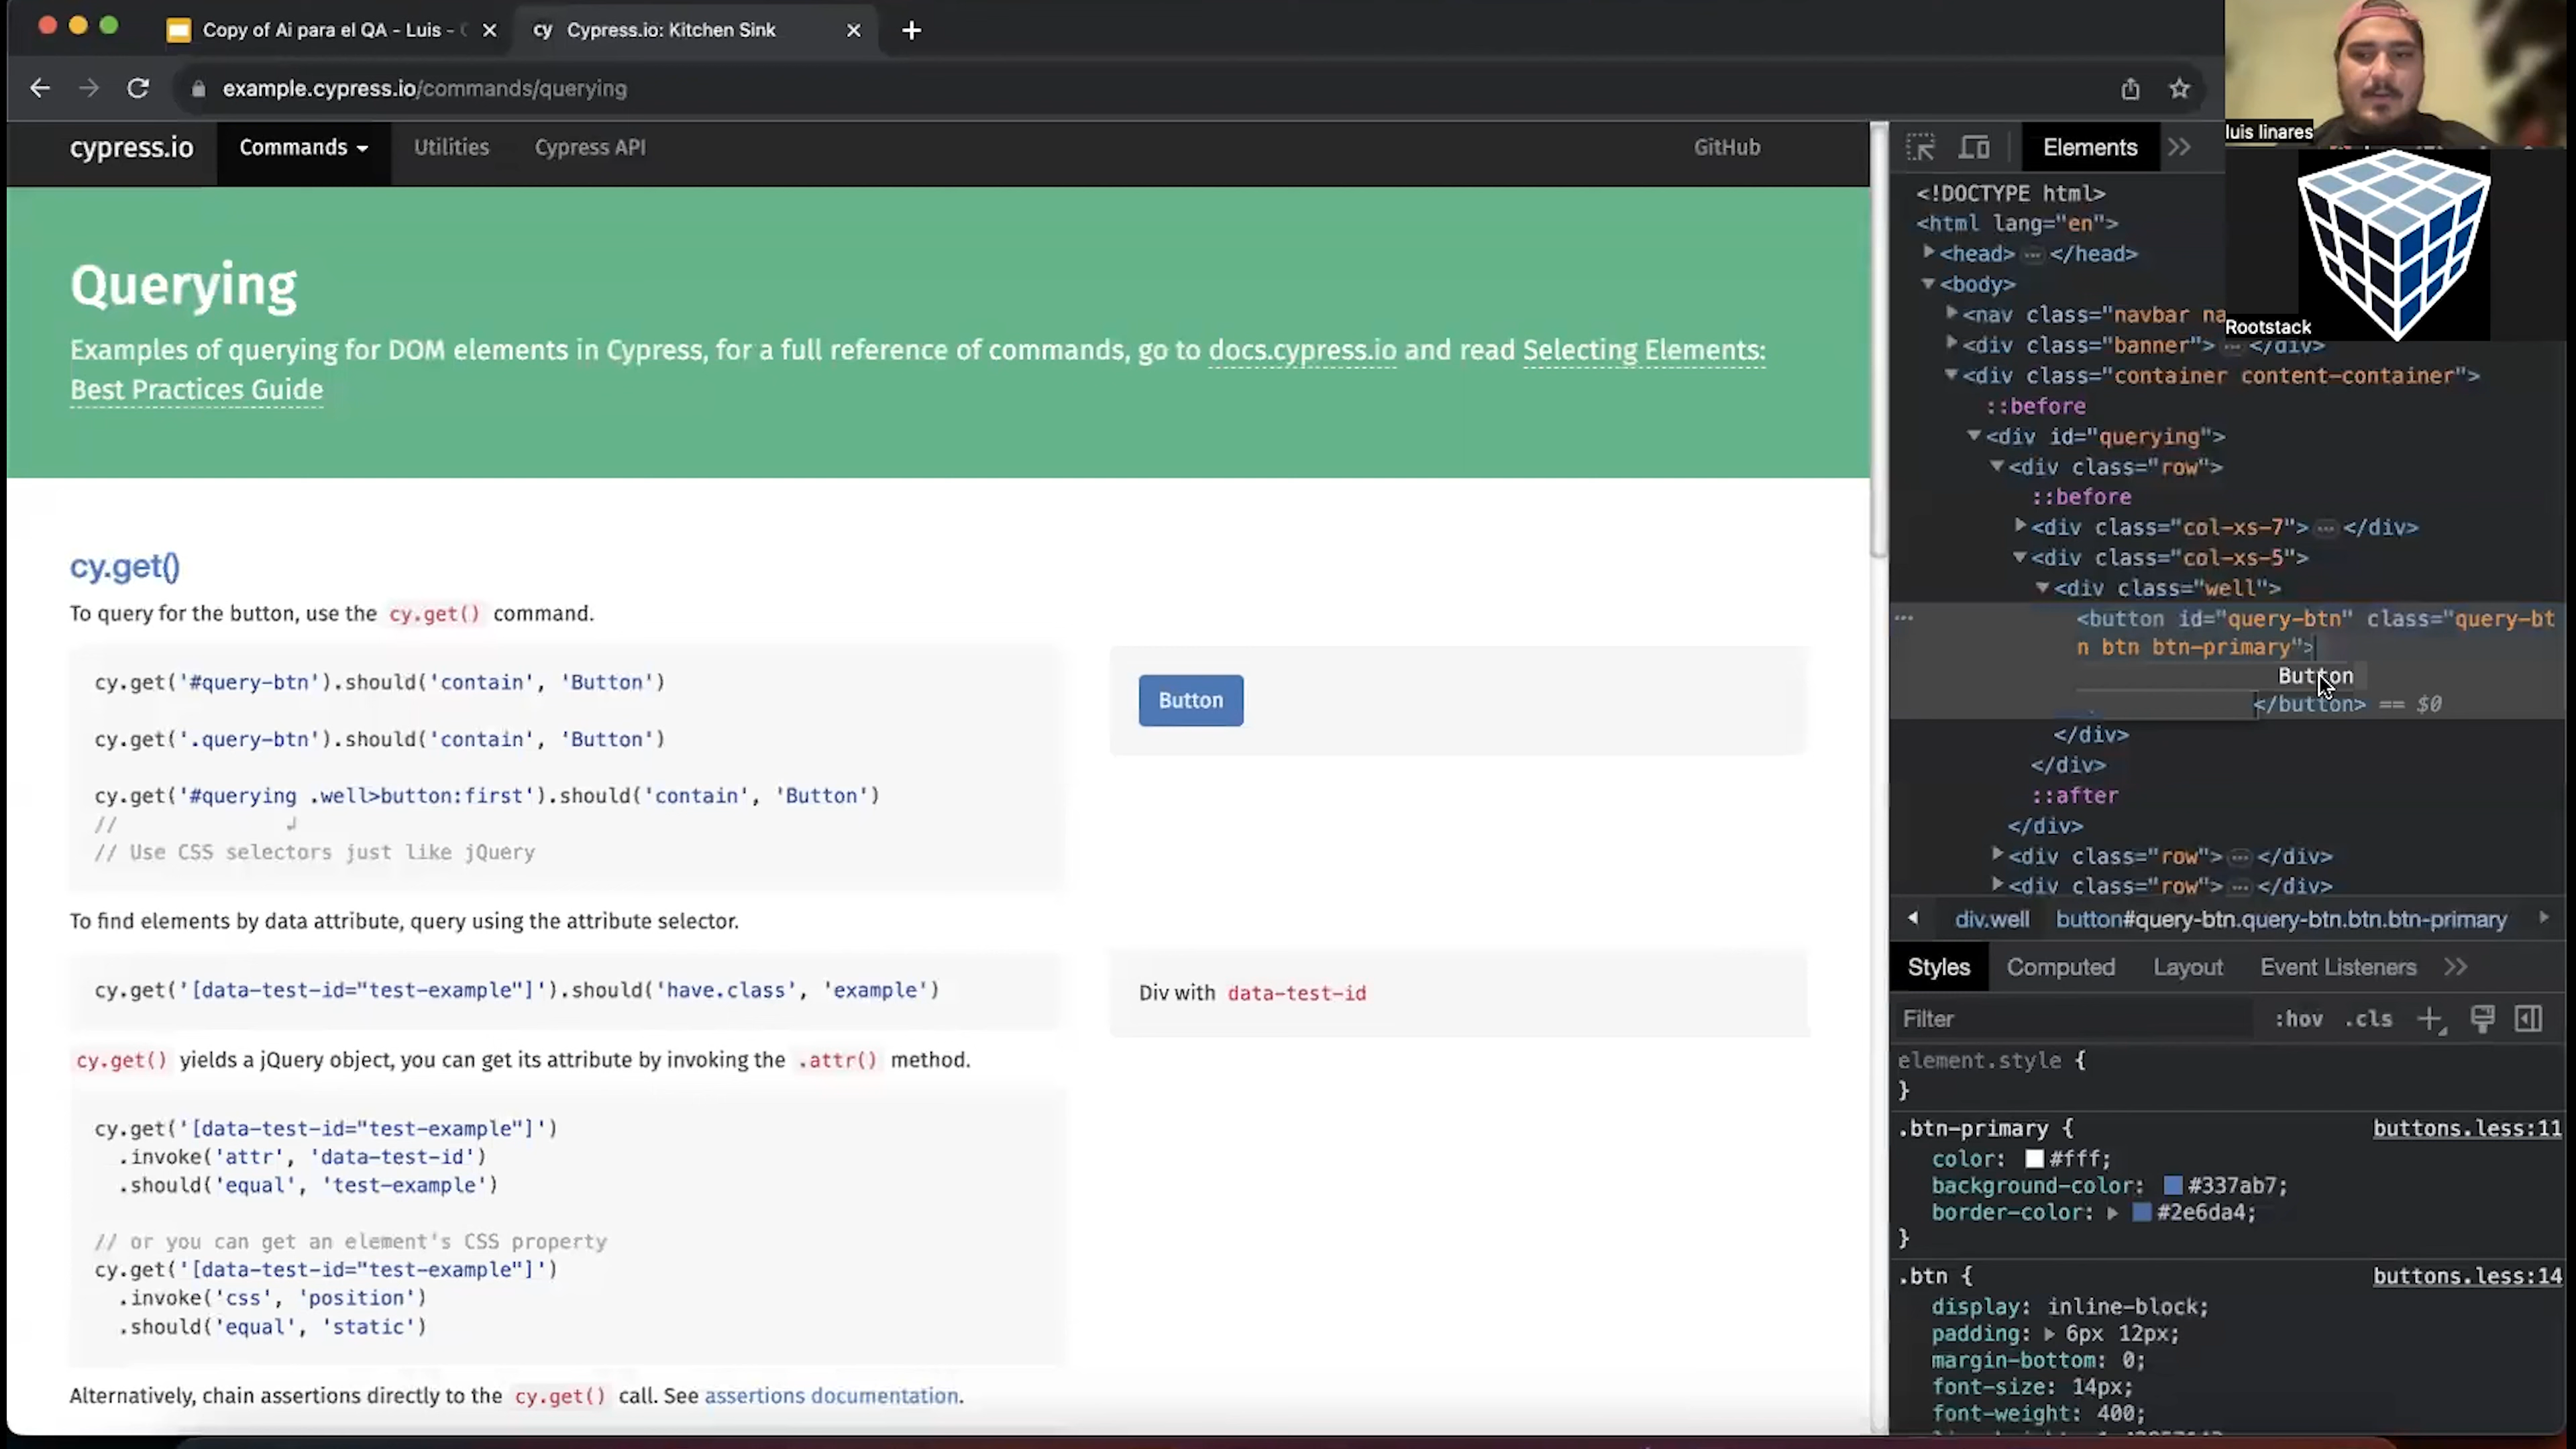 Copy of Ai para el QA - Luis -
cy Cypress.io: Kitchen Sink
example.cypress.io/commands/querying
luis linares
Rootstack
cypress.io Commands Utilities Cypress API GitHub
Querying
Examples of querying for DOM elements in Cypress, for a full reference of commands, go to docs.cypress.io and read Selecting Elements:
Best Practices Guide
cy.get()
To query for the button, use the cy.get() command.
cy.get('#query-btn').should('contain', 'Button')
cy.get('.query-btn').should('contain', 'Button')
cy.get('#querying .well>button:first').should('contain', 'Button')
// ↲
// Use CSS selectors just like jQuery
Button
To find elements by data attribute, query using the attribute selector.
cy.get('[data-test-id="test-example"]').should('have.class', 'example')
Div with data-test-id
cy.get() yields a jQuery object, you can get its attribute by invoking the .attr() method.
cy.get('[data-test-id="test-example"]')
.invoke('attr', 'data-test-id')
.should('equal', 'test-example')
// or you can get an element's CSS property
cy.get('[data-test-id="test-example"]')
.invoke('css', 'position')
.should('equal', 'static')
Alternatively, chain assertions directly to the cy.get() call. See assertions documentation.
Elements
<!DOCTYPE html>
<html lang="en">
<head> … </head>
<body>
<nav class="navbar na
<div class="banner"> … </div>
<div class="container content-container">
::before
<div id="querying">
<div class="row">
::before
<div class="col-xs-7"> … </div>
<div class="col-xs-5">
<div class="well">
<button id="query-btn" class="query-bt
n btn btn-primary">
Button
</button> == $0
</div>
</div>
::after
</div>
<div class="row"> … </div>
<div class="row"> … </div>
div.well button#query-btn.query-btn.btn.btn-primary
Styles Computed Layout Event Listeners
Filter :hov .cls
element.style {
}
.btn-primary { buttons.less:11
color: #fff;
background-color: #337ab7;
border-color: #2e6da4;
}
.btn { buttons.less:14
display: inline-block;
padding: 6px 12px;
margin-bottom: 0;
font-size: 14px;
font-weight: 400;